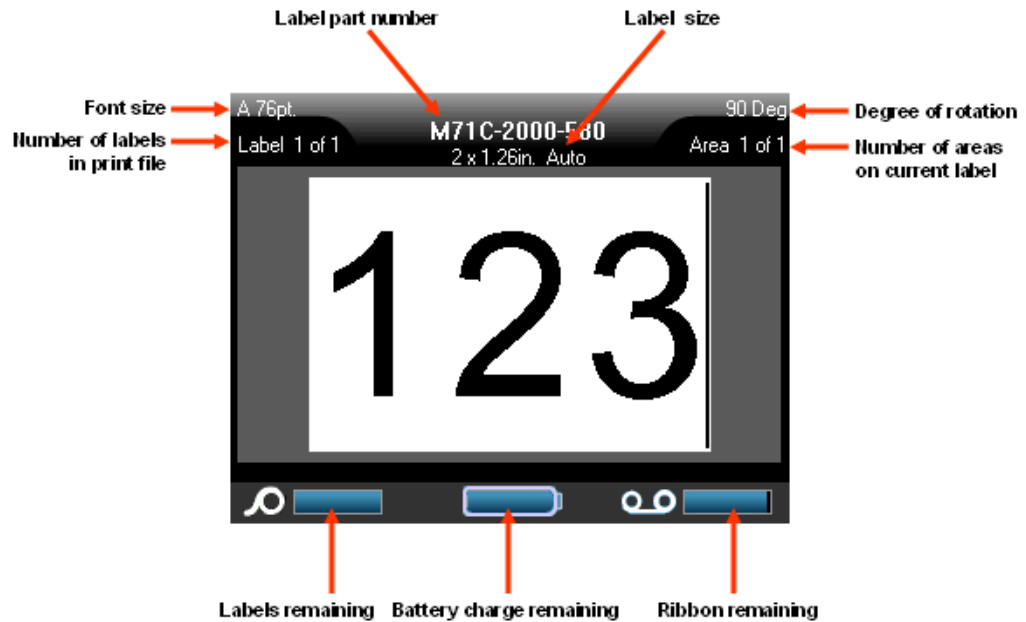 Label part number
Label size
Font size
A 76pt.
90 Deg
Degree of rotation
M71C-2000-580
Number of labels
in print file
Label 1 of 1
2 x 1.26in. Auto
Area 1 of 1
Number of areas
on current label
123
Labels remaining
Battery charge remaining
Ribbon remaining